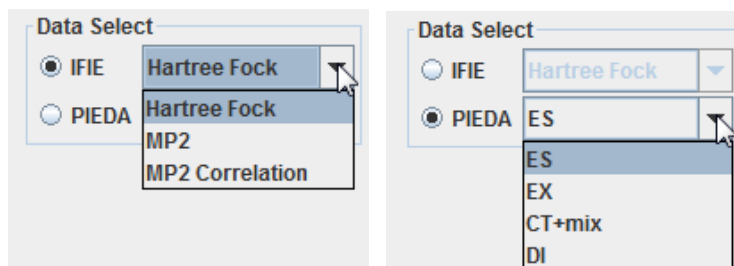 Data Select
IFIE Hartree Fock
PIEDA Hartree Fock
MP2
MP2 Correlation
Data Select
IFIE Hartree Fock
PIEDA ES
ES
EX
CT+mix
DI